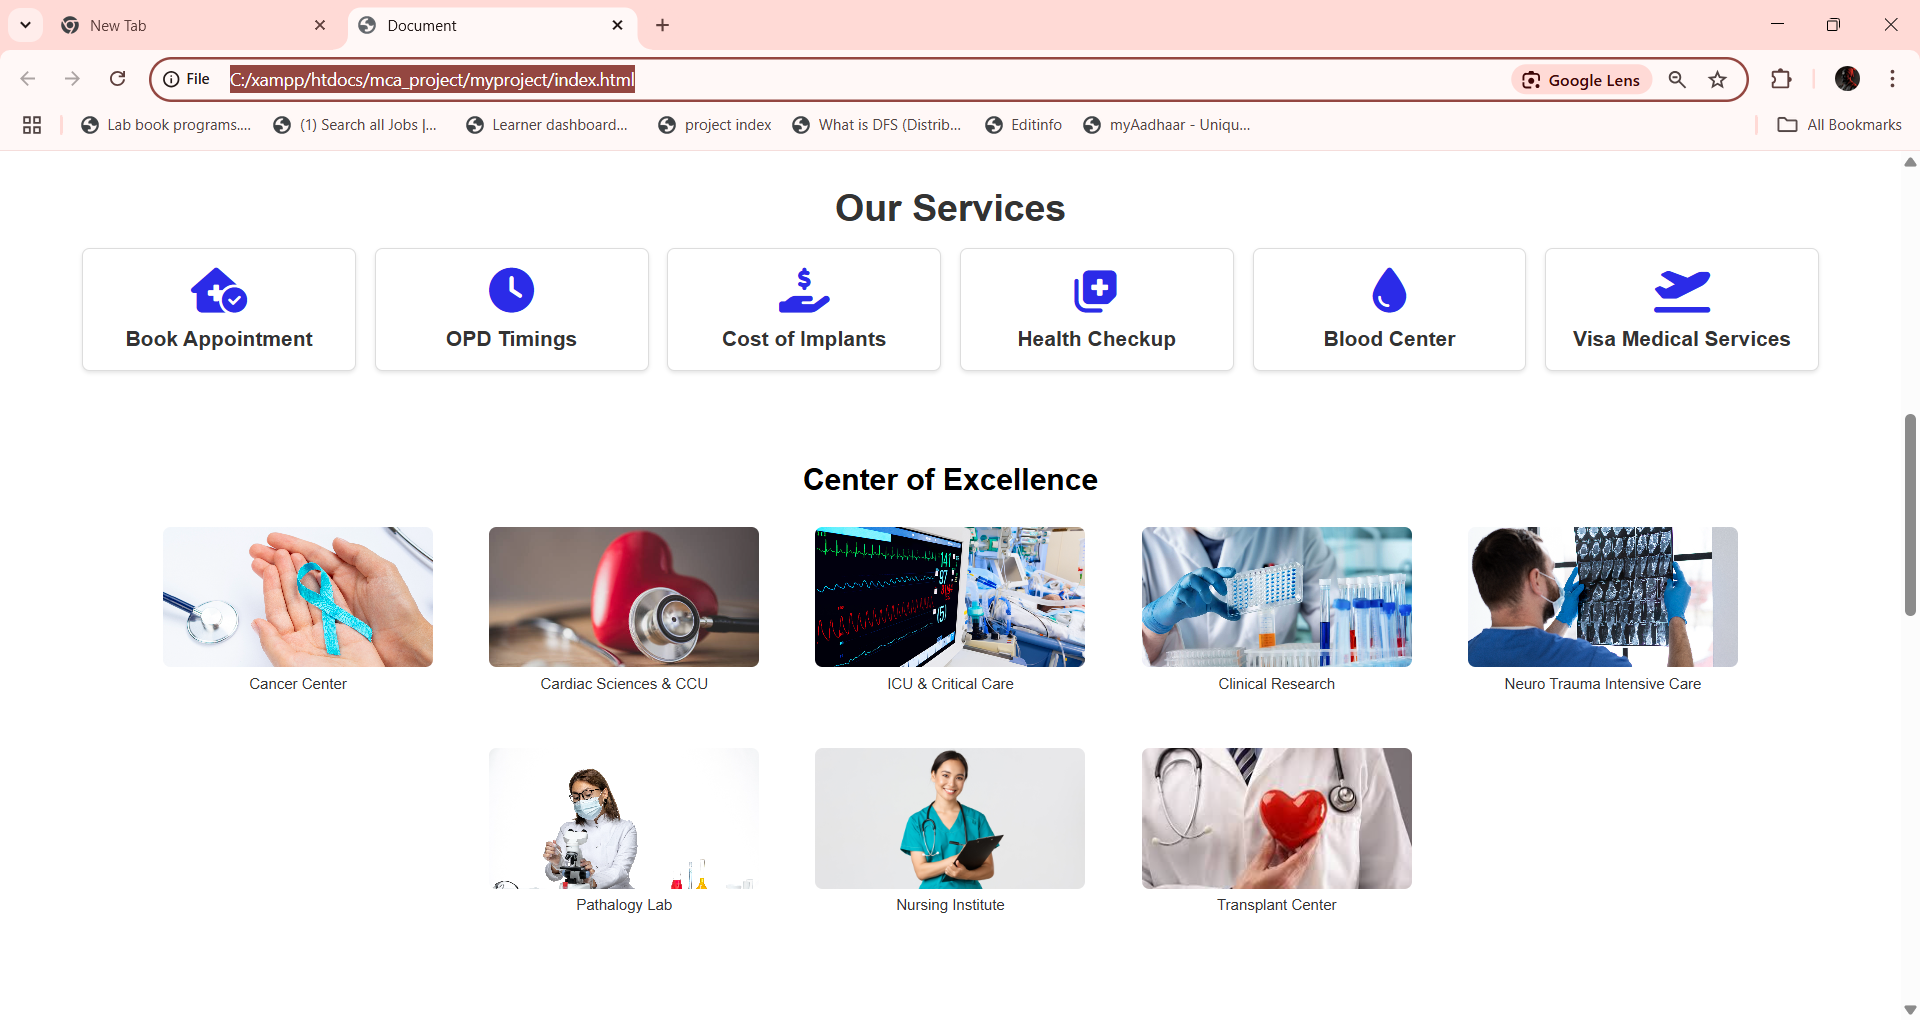 New Tab
Document
File
C:/xampp/htdocs/mca_project/myproject/index.html
Google Lens
Lab book programs....
(1) Search all Jobs |...
Learner dashboard...
project index
What is DFS (Distrib...
Editinfo
myAadhaar - Uniqu...
All Bookmarks
Our Services
Book Appointment
OPD Timings
Cost of Implants
Health Checkup
Blood Center
Visa Medical Services
Center of Excellence
Cancer Center
Cardiac Sciences & CCU
ICU & Critical Care
Clinical Research
Neuro Trauma Intensive Care
Pathalogy Lab
Nursing Institute
Transplant Center